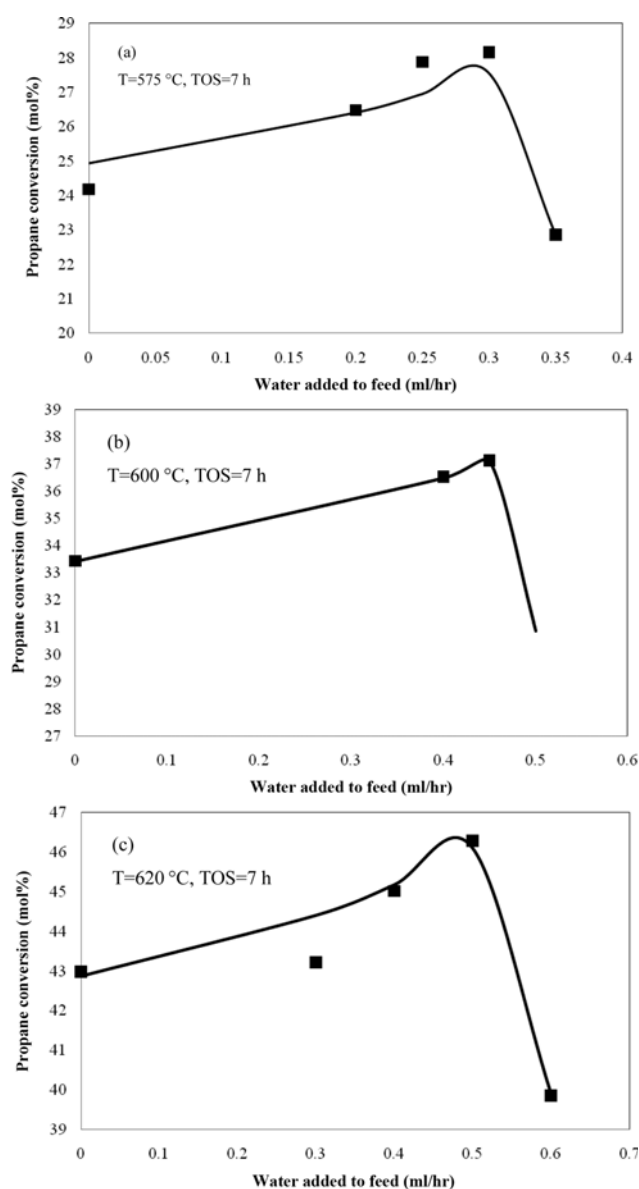 29
28
27
26
25
24
23
22
21
20
Propane conversion (mol%)
(a)
T=575 °C, TOS=7 h
0 0.05 0.1 0.15 0.2 0.25 0.3 0.35 0.4
Water added to feed (ml/hr)
39
38
37
36
35
34
33
32
31
30
29
28
27
Propane conversion (mol%)
(b)
T=600 °C, TOS=7 h
0 0.1 0.2 0.3 0.4 0.5 0.6
Water added to feed (ml/hr)
47
46
45
44
43
42
41
40
39
Propane conversion (mol%)
(c)
T=620 °C, TOS=7 h
0 0.1 0.2 0.3 0.4 0.5 0.6 0.7
Water added to feed (ml/hr)